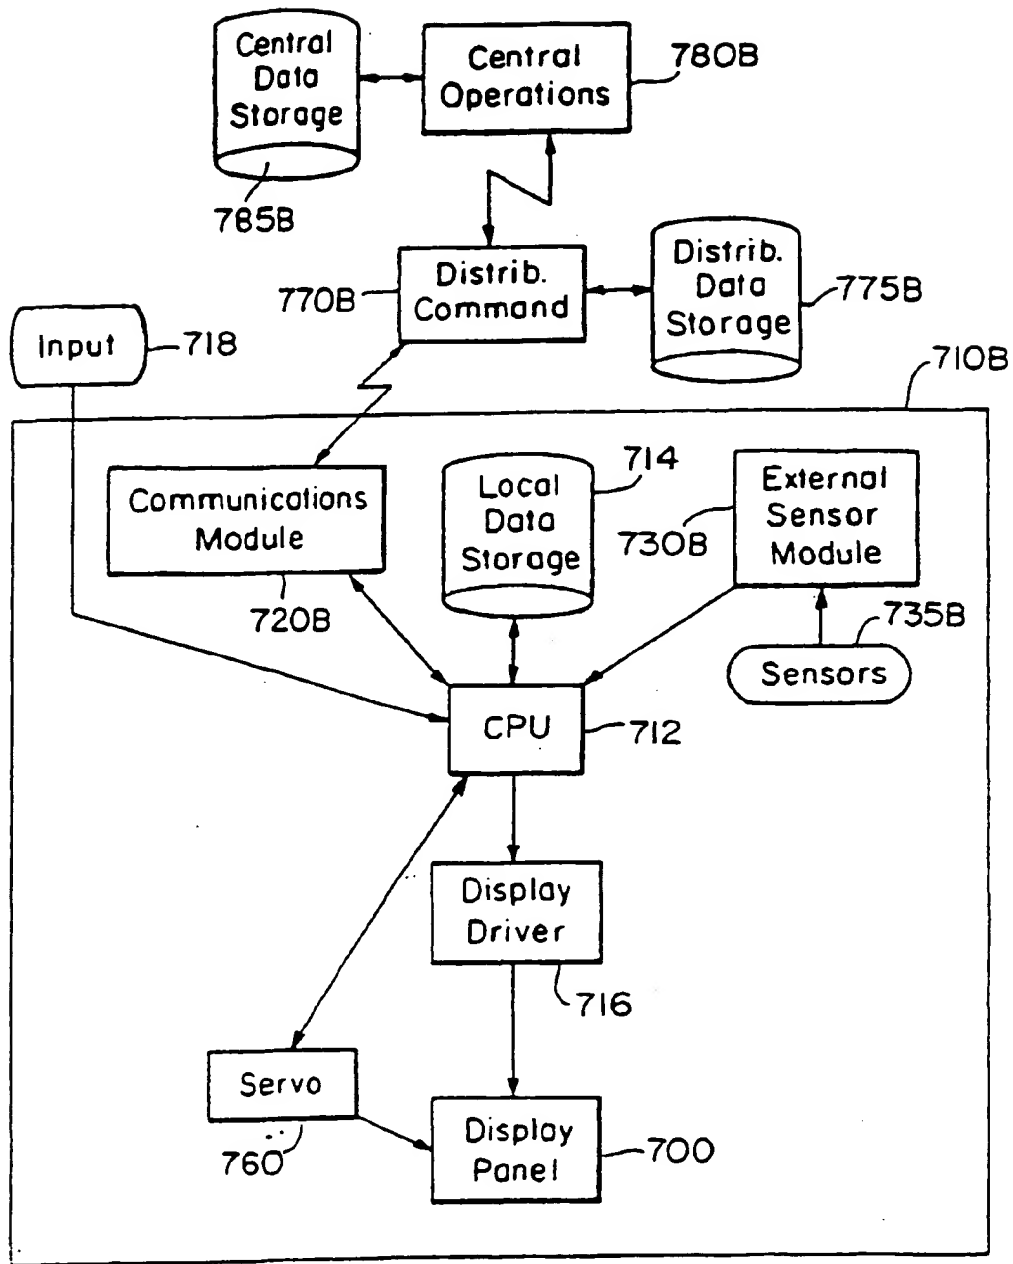 Central
Data
Storage
785B
Central
Operations
780B
Distrib.
Command
770B
Distrib.
Data
Storage
775B
Input
718
710B
Communications
Module
720B
Local
Data
Storage
714
External
Sensor
Module
730B
Sensors
735B
CPU
712
Display
Driver
716
Servo
760
Display
Panel
700